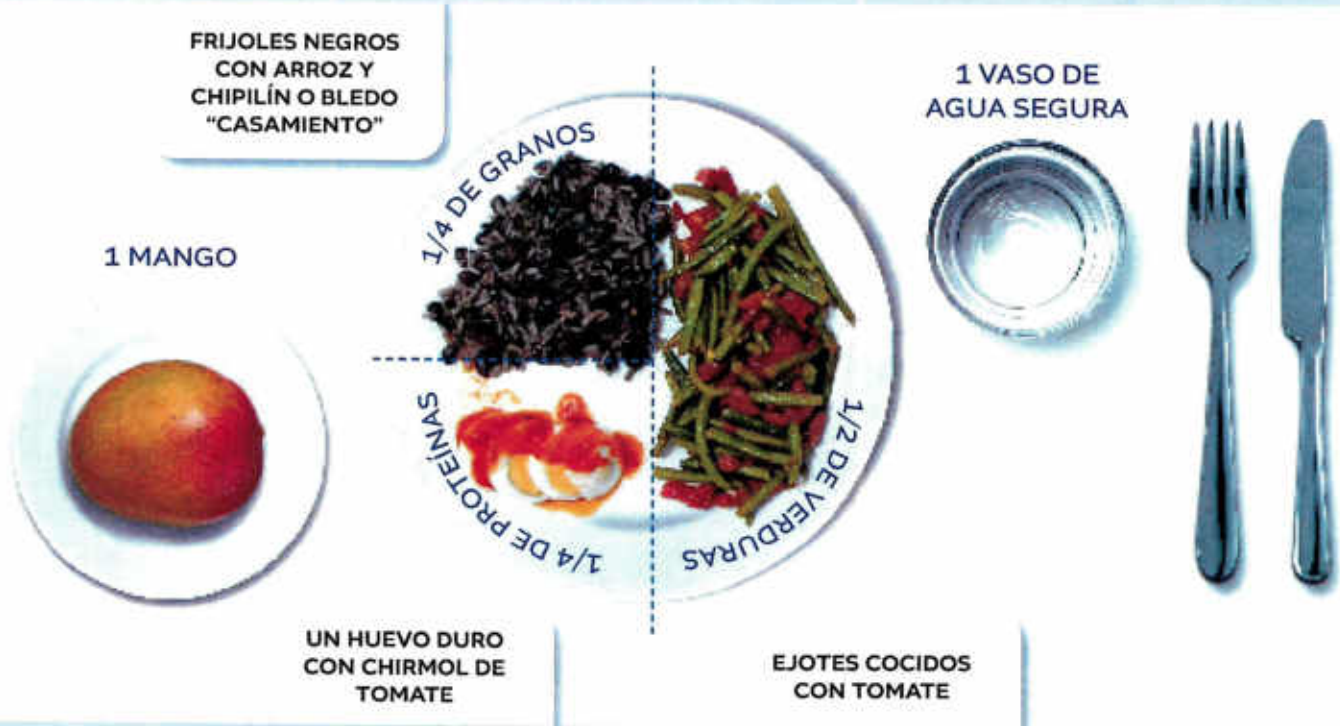 FRIJOLES NEGROS
CON ARROZ Y
CHIPILÍN O BLEDO
"CASAMIENTO"
1 VASO DE
AGUA SEGURA
1/4 DE GRANOS
1 MANGO
1/4 DE PROTEÍNAS
1/2 DE VERDURAS
UN HUEVO DURO
CON CHIRMOL DE
TOMATE
EJOTES COCIDOS
CON TOMATE